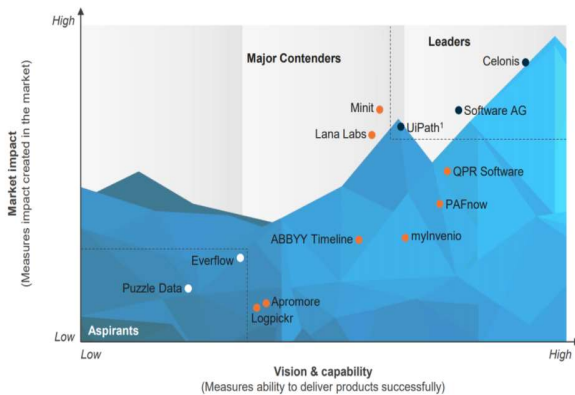 High
Major Contenders
Leaders
Celonis
Minit
Software AG
UiPath¹
Lana Labs
QPR Software
PAFnow
ABBYY Timeline
myInvenio
Everflow
Puzzle Data
Apromore
Logpickr
Aspirants
Low
Low
High
Market impact
(Measures impact created in the market)
Vision & capability
(Measures ability to deliver products successfully)